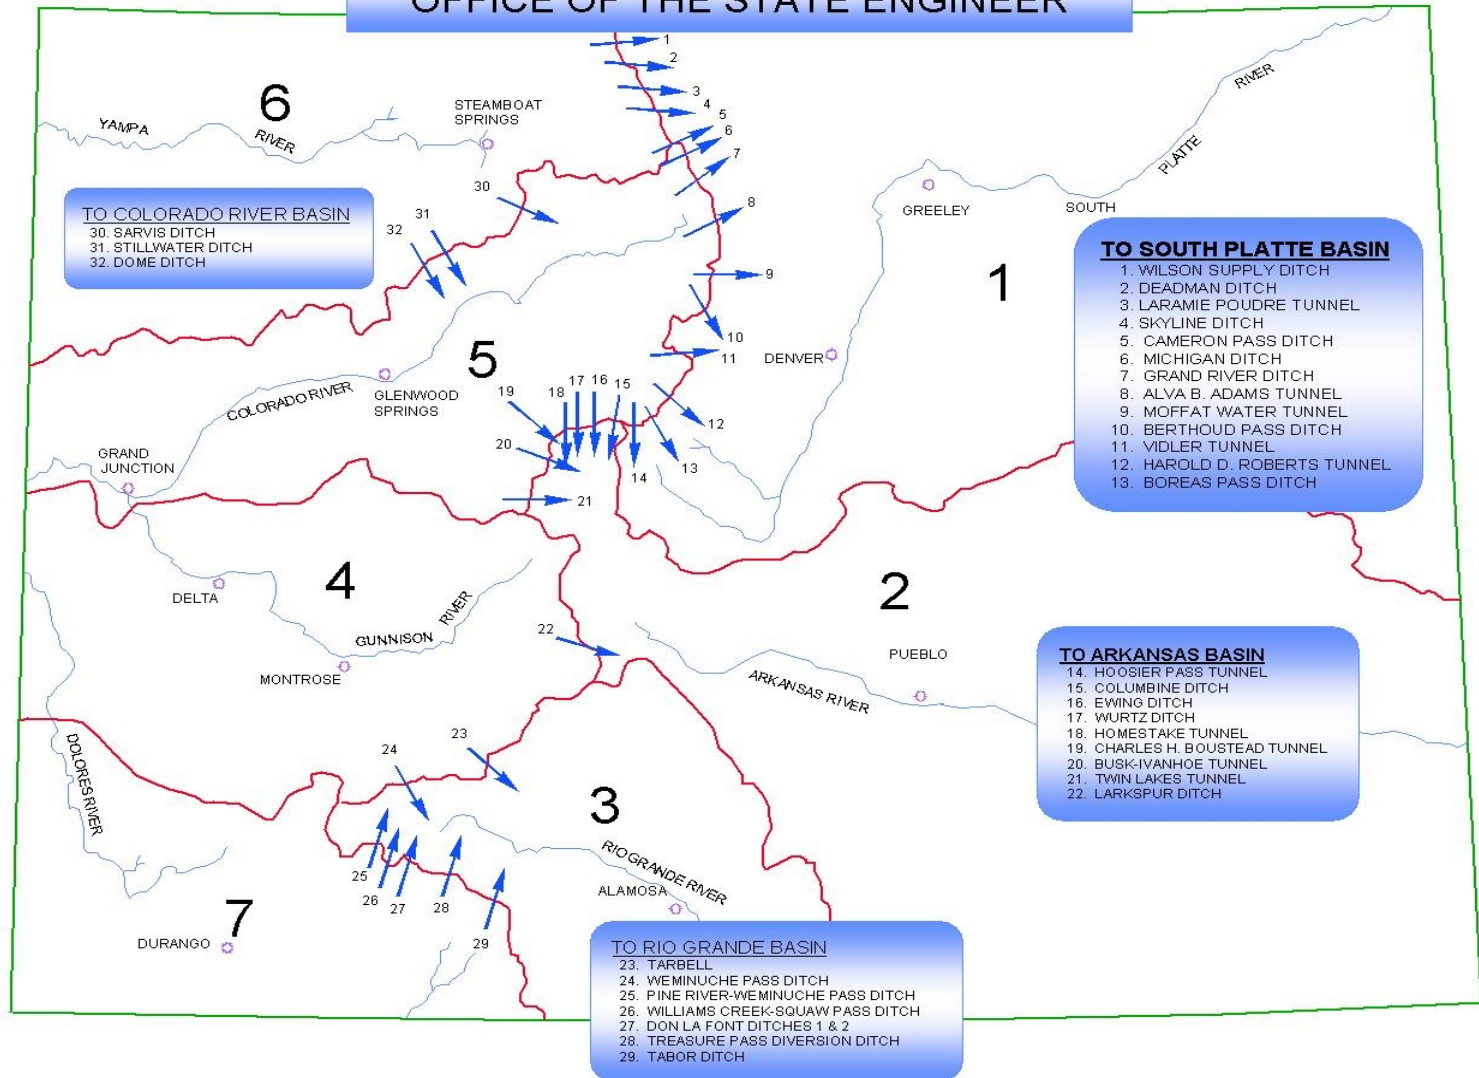 OFFICE OF THE STATE ENGINEER
1
2
3
4
5
6
7
8
9
10
11
12
13
14
15
16
17
18
19
20
21
22
23
24
25
26
27
28
29
30
31
32
6
YAMPA
RIVER
STEAMBOAT
SPRINGS
TO COLORADO RIVER BASIN
30. SARVIS DITCH
31. STILLWATER DITCH
32. DOME DITCH
RIVER
PLATTE
SOUTH
GREELEY
1
DENVER
TO SOUTH PLATTE BASIN
1. WILSON SUPPLY DITCH
2. DEADMAN DITCH
3. LARAMIE POUDRE TUNNEL
4. SKYLINE DITCH
5. CAMERON PASS DITCH
6. MICHIGAN DITCH
7. GRAND RIVER DITCH
8. ALVA B. ADAMS TUNNEL
9. MOFFAT WATER TUNNEL
10. BERTHOUD PASS DITCH
11. VIDLER TUNNEL
12. HAROLD D. ROBERTS TUNNEL
13. BOREAS PASS DITCH
5
COLORADO RIVER
GLENWOOD
SPRINGS
GRAND
JUNCTION
4
DELTA
GUNNISON
RIVER
MONTROSE
2
PUEBLO
ARKANSAS RIVER
TO ARKANSAS BASIN
14. HOOSIER PASS TUNNEL
15. COLUMBINE DITCH
16. EWING DITCH
17. WURTZ DITCH
18. HOMESTAKE TUNNEL
19. CHARLES H. BOUSTEAD TUNNEL
20. BUSK-IVANHOE TUNNEL
21. TWIN LAKES TUNNEL
22. LARKSPUR DITCH
DOLORES RIVER
3
RIO GRANDE RIVER
ALAMOSA
7
DURANGO
TO RIO GRANDE BASIN
23. TARBELL
24. WEMINUCHE PASS DITCH
25. PINE RIVER-WEMINUCHE PASS DITCH
26. WILLIAMS CREEK-SQUAW PASS DITCH
27. DON LA FONT DITCHES 1 & 2
28. TREASURE PASS DIVERSION DITCH
29. TABOR DITCH